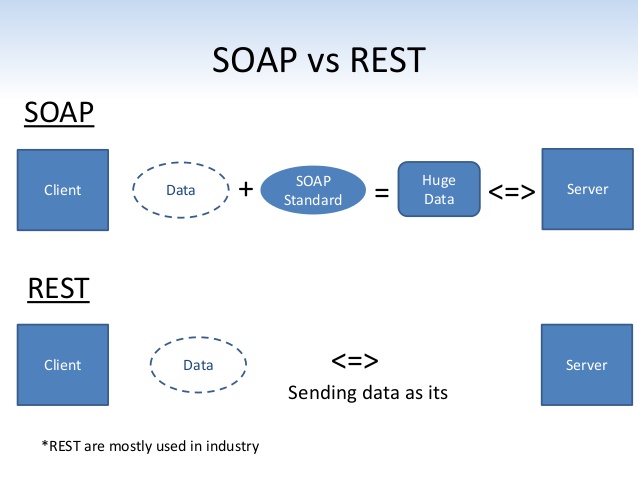 SOAP vs REST
SOAP
Client
Data
+
SOAP
Standard
=
Huge
Data
<=>
Server
REST
Client
Data
<=>
Sending data as its
Server
*REST are mostly used in industry